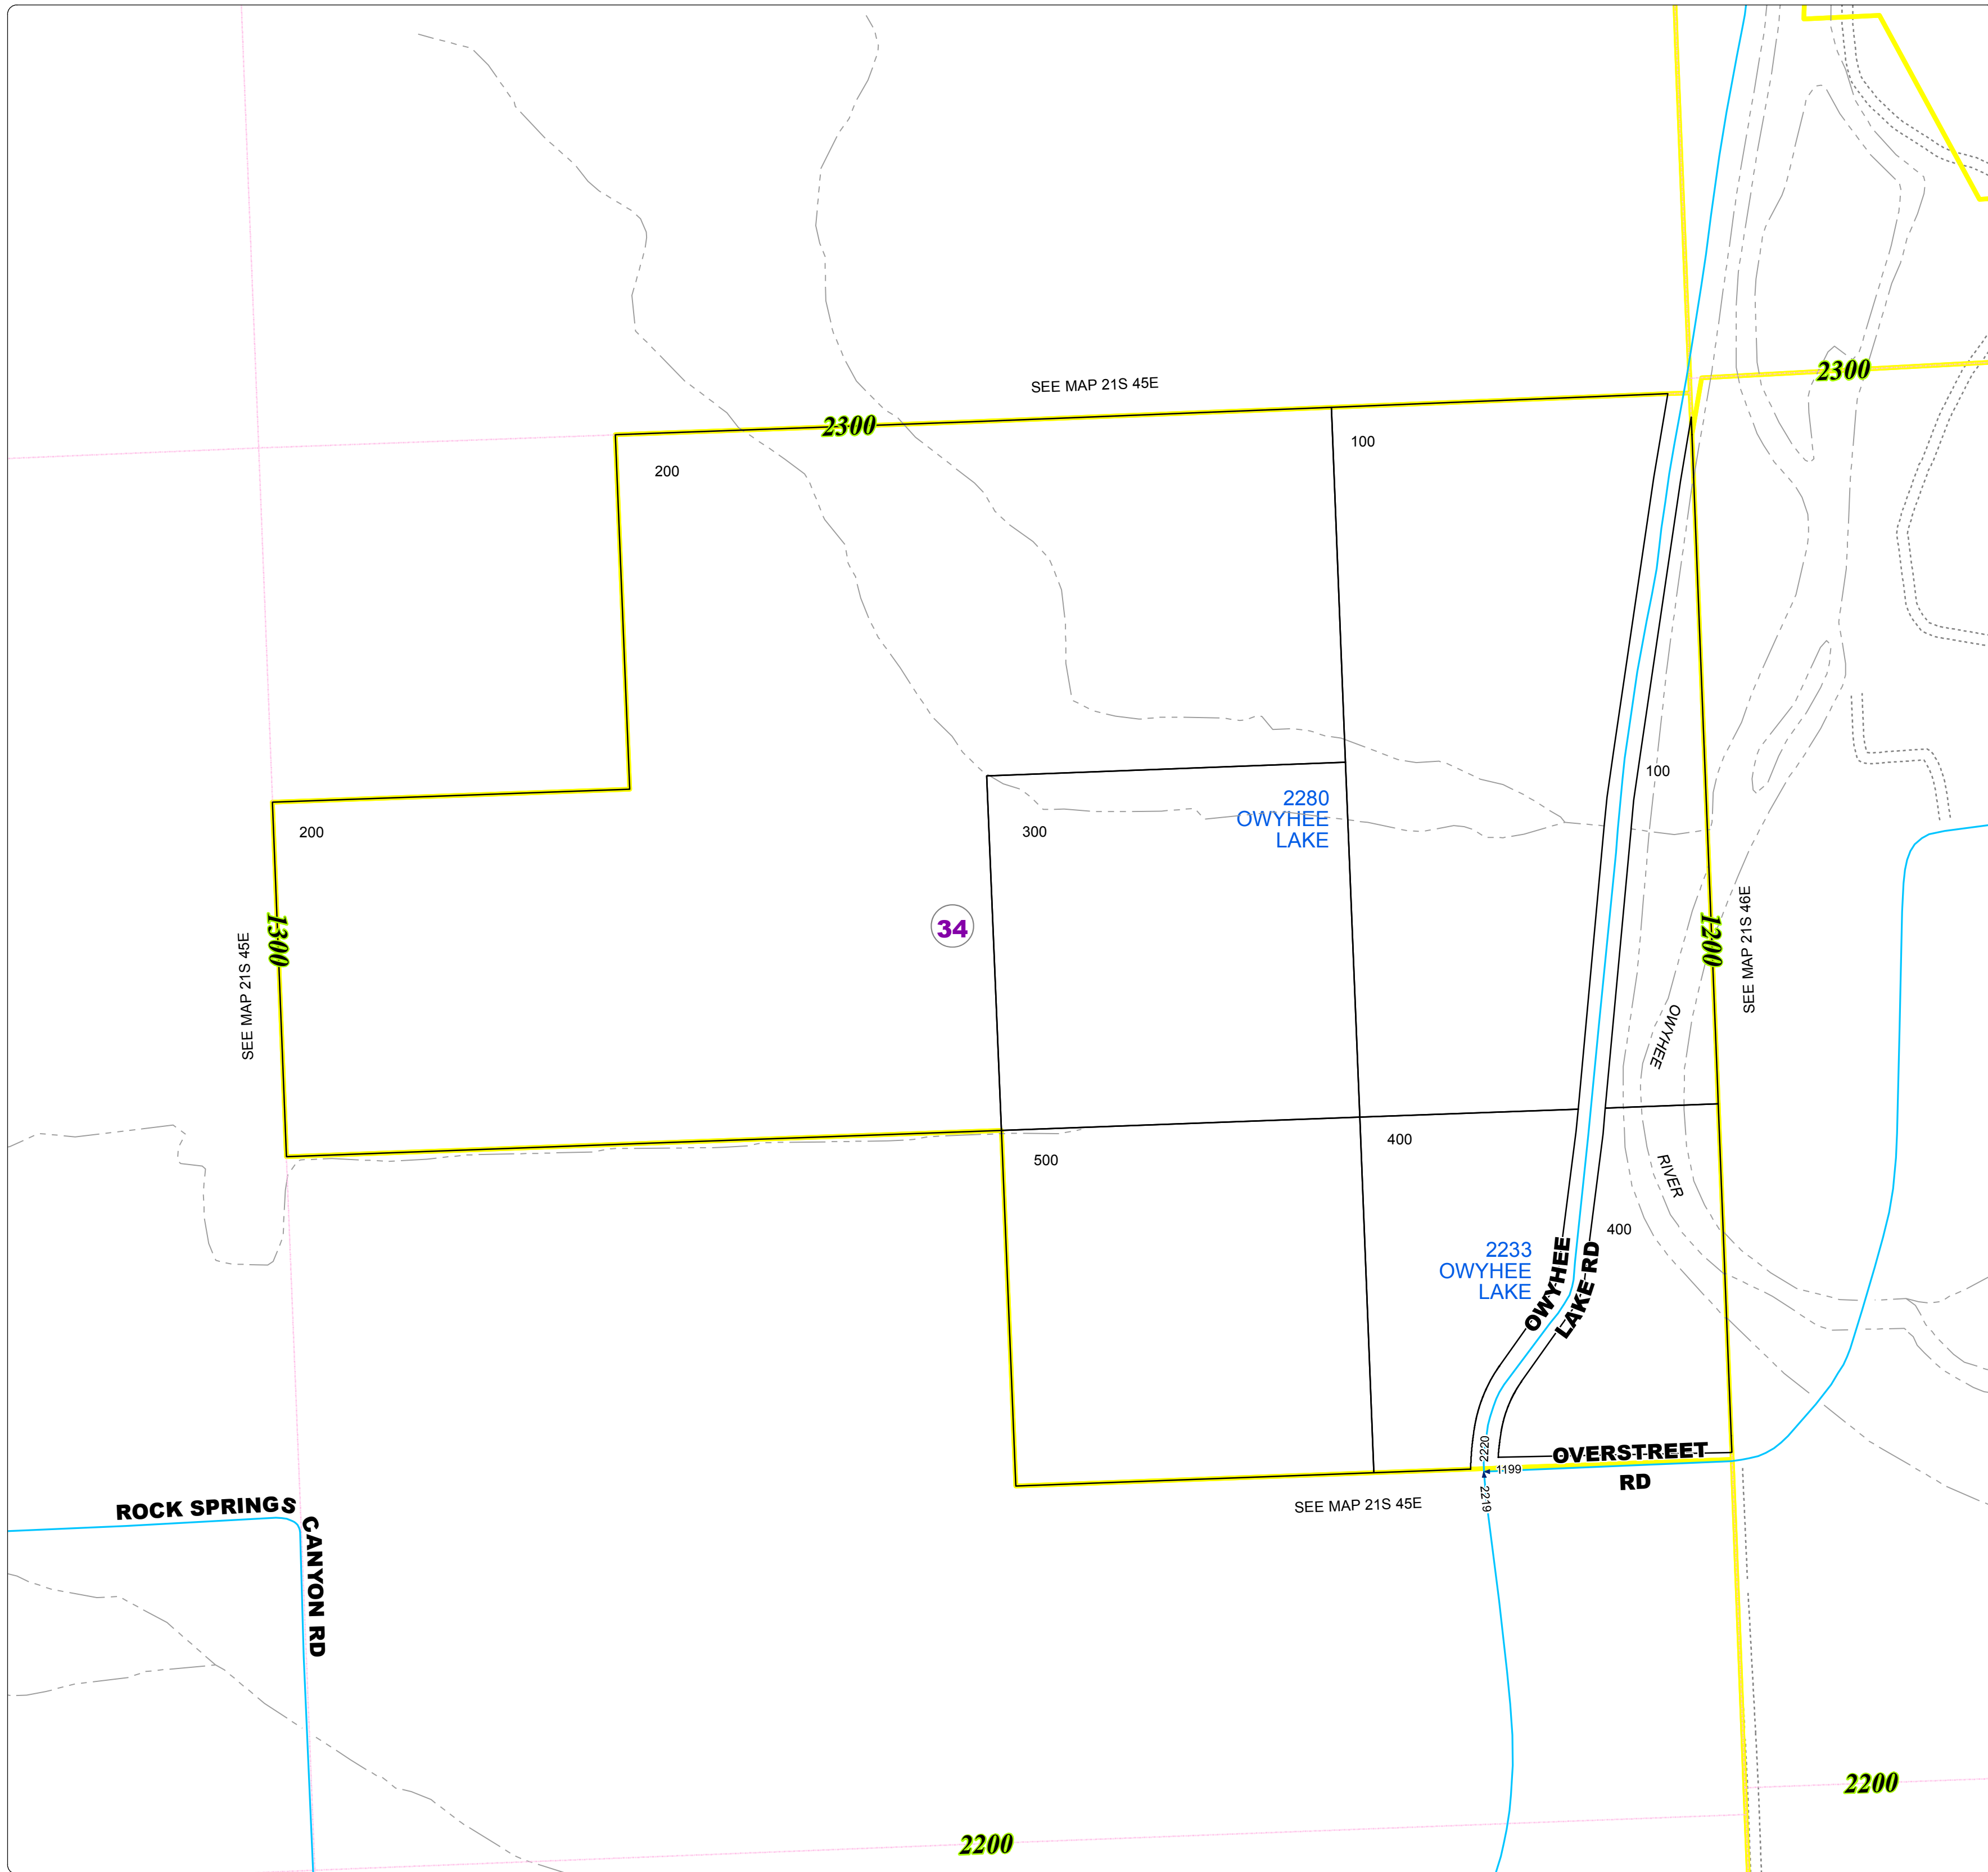 SEE MAP 21S 45E
2300
2300
100
200
100
2280
OWYHEE
LAKE
200
300
34
1300
SEE MAP 21S 45E
1200
SEE MAP 21S 46E
OWYHEE
RIVER
400
500
400
2233
OWYHEE
LAKE
OWYHEE
LAKE RD
2220
1199
2219
OVERSTREET
RD
SEE MAP 21S 45E
ROCK SPRINGS
CANYON RD
2200
2200